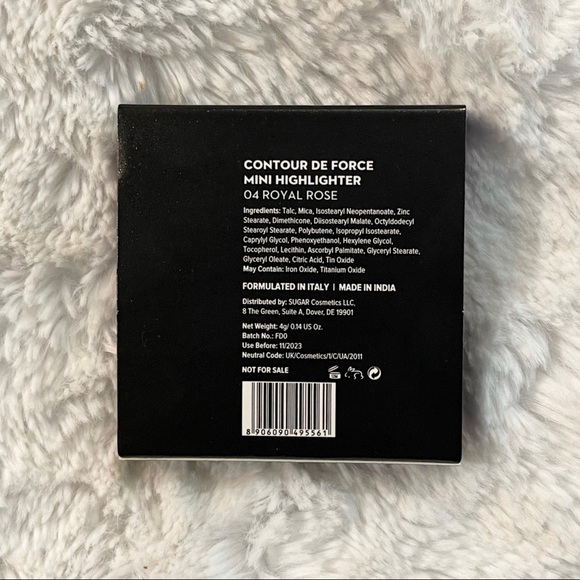 CONTOUR DE FORCE
MINI HIGHLIGHTER
04 ROYAL ROSE
Ingredients: Talc, Mica, Isostearyl Neopentanoate, Zinc
Stearate, Dimethicone, Diisostearyl Malate, Octyldodecyl
Stearoyl Stearate, Polybutene, Isopropyl Isostearate,
Caprylyl Glycol, Phenoxyethanol, Hexylene Glycol,
Tocopherol, Lecithin, Ascorbyl Palmitate, Glyceryl Stearate,
Glyceryl Oleate, Citric Acid, Tin Oxide
May Contain: Iron Oxide, Titanium Oxide
FORMULATED IN ITALY | MADE IN INDIA
Distributed by: SUGAR Cosmetics LLC,
8 The Green, Suite A, Dover, DE 19901
Net Weight: 4g/ 0.14 US Oz.
Batch No.: FD0
Use Before: 11/2023
Neutral Code: UK/Cosmetics/1/C/UA/2011
NOT FOR SALE
8 906090 495561